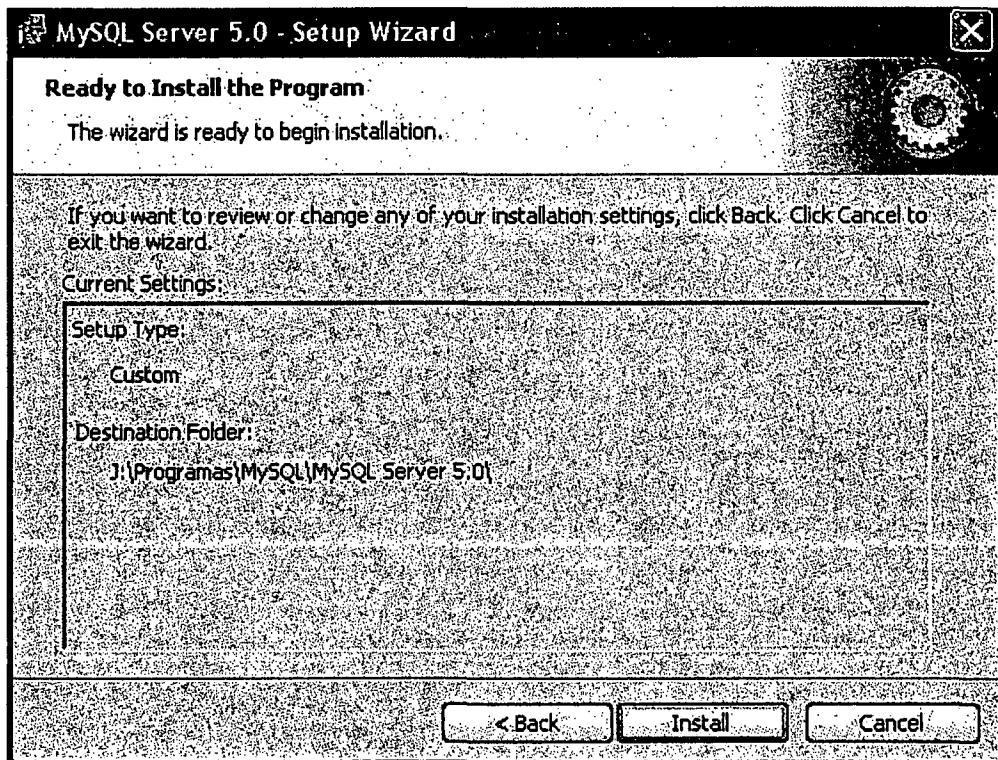 MySQL Server 5.0 - Setup Wizard
Ready to Install the Program
The wizard is ready to begin installation.
If you want to review or change any of your installation settings, click Back. Click Cancel to
exit the wizard.
Current Settings:
Setup Type:
Custom
Destination Folder:
J:\Programas\MySQL\MySQL Server 5.0\
< Back Install Cancel